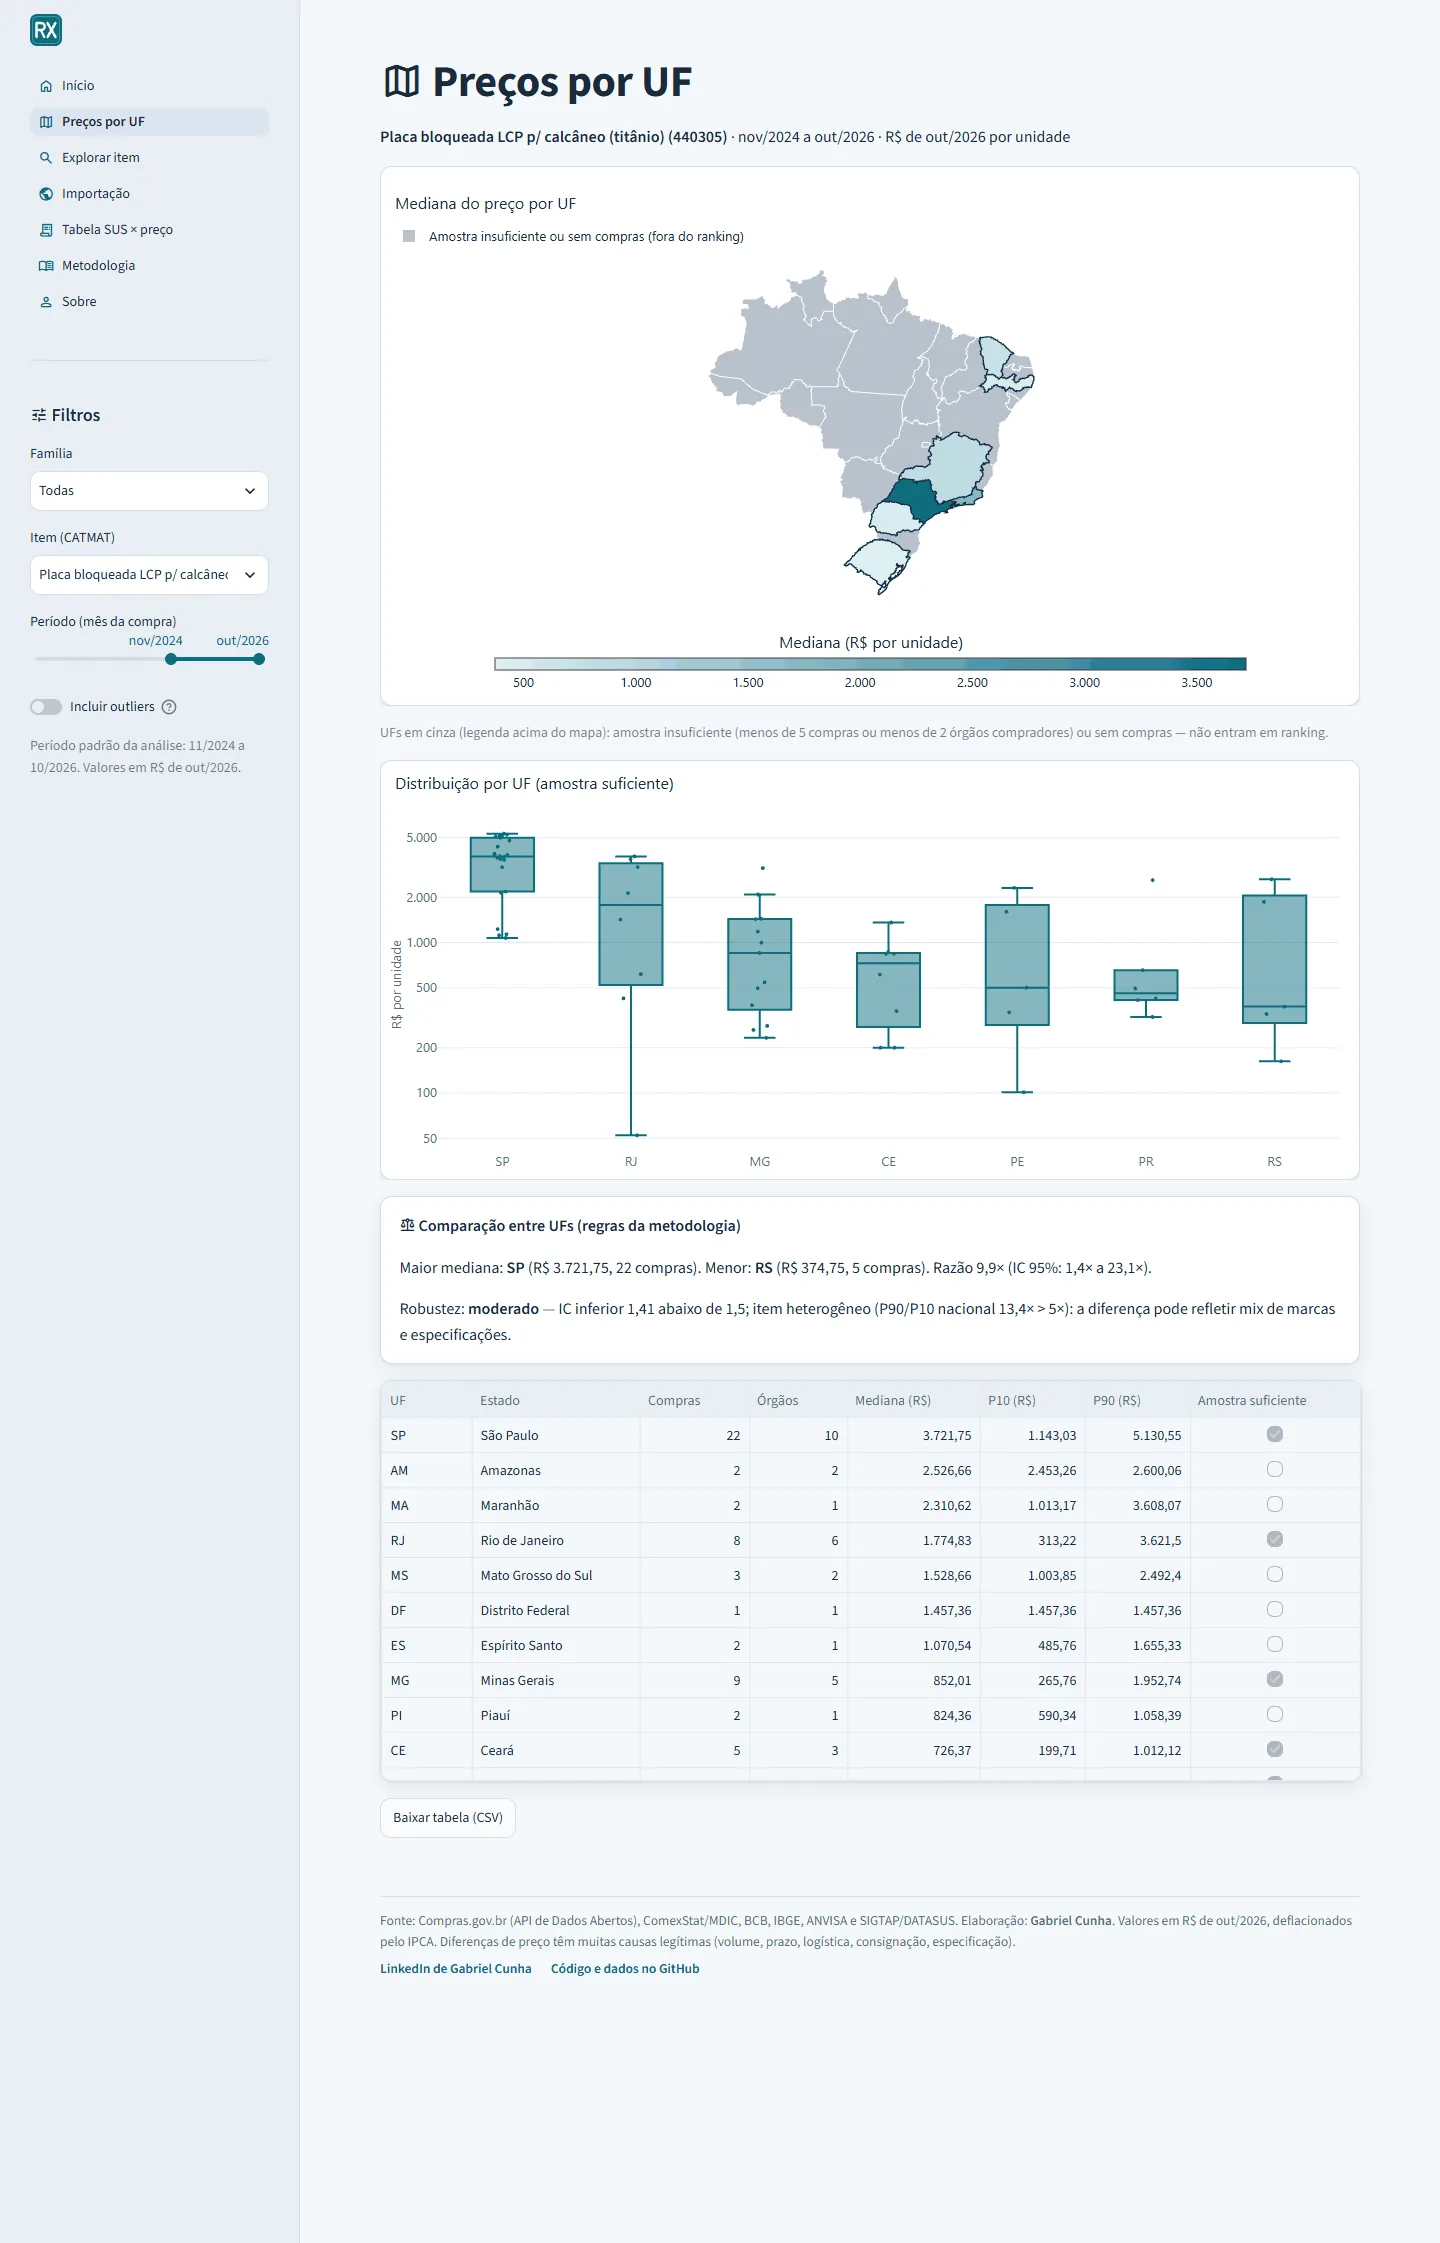 RX
Início
Preços por UF
Explorar item
Importação
Tabela SUS × preço
Metodologia
Sobre
Filtros
Família
Todas
Item (CATMAT)
Placa bloqueada LCP p/ calcâneo
Período (mês da compra)
nov/2024 out/2026
Incluir outliers
Período padrão da análise: 11/2024 a
10/2026. Valores em R$ de out/2026.
Preços por UF
Placa bloqueada LCP p/ calcâneo (titânio) (440305) · nov/2024 a out/2026 · R$ de out/2026 por unidade
Mediana do preço por UF
Amostra insuficiente ou sem compras (fora do ranking)
Mediana (R$ por unidade)
500 1.000 1.500 2.000 2.500 3.000 3.500
UFs em cinza (legenda acima do mapa): amostra insuficiente (menos de 5 compras ou menos de 2 órgãos compradores) ou sem compras — não entram em ranking.
Distribuição por UF (amostra suficiente)
R$ por unidade
5.000
2.000
1.000
500
200
100
50
SP RJ MG CE PE PR RS
Comparação entre UFs (regras da metodologia)
Maior mediana: SP (R$ 3.721,75, 22 compras). Menor: RS (R$ 374,75, 5 compras). Razão 9,9× (IC 95%: 1,4× a 23,1×).
Robustez: moderado — IC inferior 1,41 abaixo de 1,5; item heterogêneo (P90/P10 nacional 13,4× > 5×): a diferença pode refletir mix de marcas
e especificações.
UF Estado Compras Órgãos Mediana (R$) P10 (R$) P90 (R$) Amostra suficiente
SP São Paulo 22 10 3.721,75 1.143,03 5.130,55
AM Amazonas 2 2 2.526,66 2.453,26 2.600,06
MA Maranhão 2 1 2.310,62 1.013,17 3.608,07
RJ Rio de Janeiro 8 6 1.774,83 313,22 3.621,5
MS Mato Grosso do Sul 3 2 1.528,66 1.003,85 2.492,4
DF Distrito Federal 1 1 1.457,36 1.457,36 1.457,36
ES Espírito Santo 2 1 1.070,54 485,76 1.655,33
MG Minas Gerais 9 5 852,01 265,76 1.952,74
PI Piauí 2 1 824,36 590,34 1.058,39
CE Ceará 5 3 726,37 199,71 1.012,12
Baixar tabela (CSV)
Fonte: Compras.gov.br (API de Dados Abertos), ComexStat/MDIC, BCB, IBGE, ANVISA e SIGTAP/DATASUS. Elaboração: Gabriel Cunha. Valores em R$ de out/2026, deflacionados
pelo IPCA. Diferenças de preço têm muitas causas legítimas (volume, prazo, logística, consignação, especificação).
LinkedIn de Gabriel Cunha Código e dados no GitHub